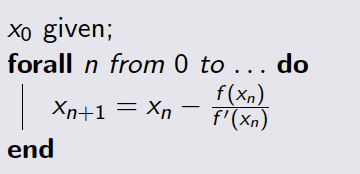 x₀ given;
forall n from 0 to ... do
xₙ₊₁ = xₙ − f(xₙ)/f′(xₙ)
end